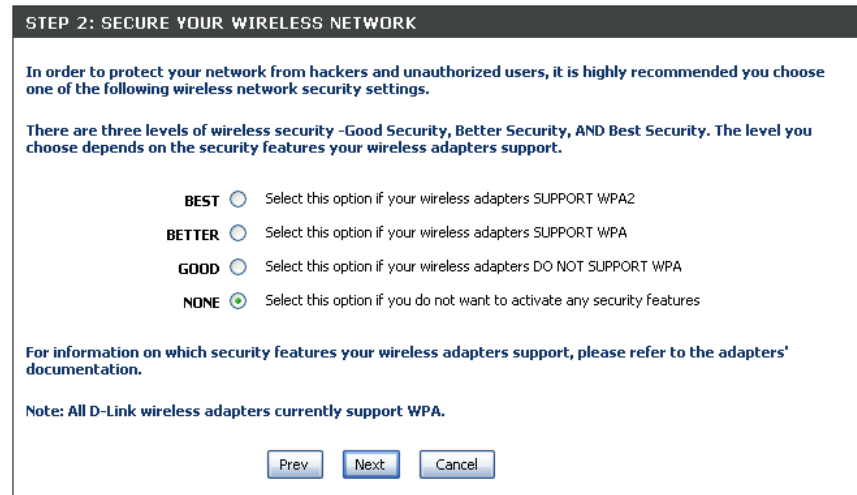 STEP 2: SECURE YOUR WIRELESS NETWORK
In order to protect your network from hackers and unauthorized users, it is highly recommended you choose
one of the following wireless network security settings.
There are three levels of wireless security -Good Security, Better Security, AND Best Security. The level you
choose depends on the security features your wireless adapters support.
BEST Select this option if your wireless adapters SUPPORT WPA2
BETTER Select this option if your wireless adapters SUPPORT WPA
GOOD Select this option if your wireless adapters DO NOT SUPPORT WPA
NONE Select this option if you do not want to activate any security features
For information on which security features your wireless adapters support, please refer to the adapters'
documentation.
Note: All D-Link wireless adapters currently support WPA.
Prev Next Cancel